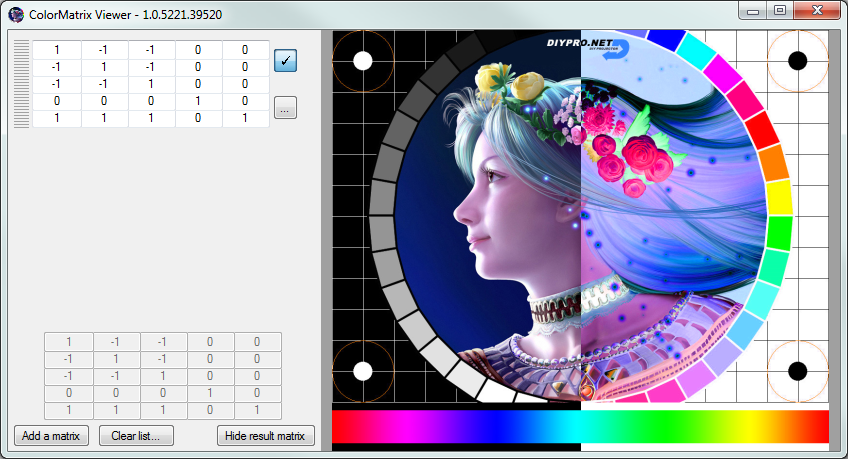 ColorMatrix Viewer - 1.0.5221.39520
1 -1 -1 0 0
-1 1 -1 0 0
-1 -1 1 0 0
0 0 0 1 0
1 1 1 0 1
✓
...
DIYPRO.NET
DIY PROJECTOR
1 -1 -1 0 0
-1 1 -1 0 0
-1 -1 1 0 0
0 0 0 1 0
1 1 1 0 1
Add a matrix Clear list... Hide result matrix